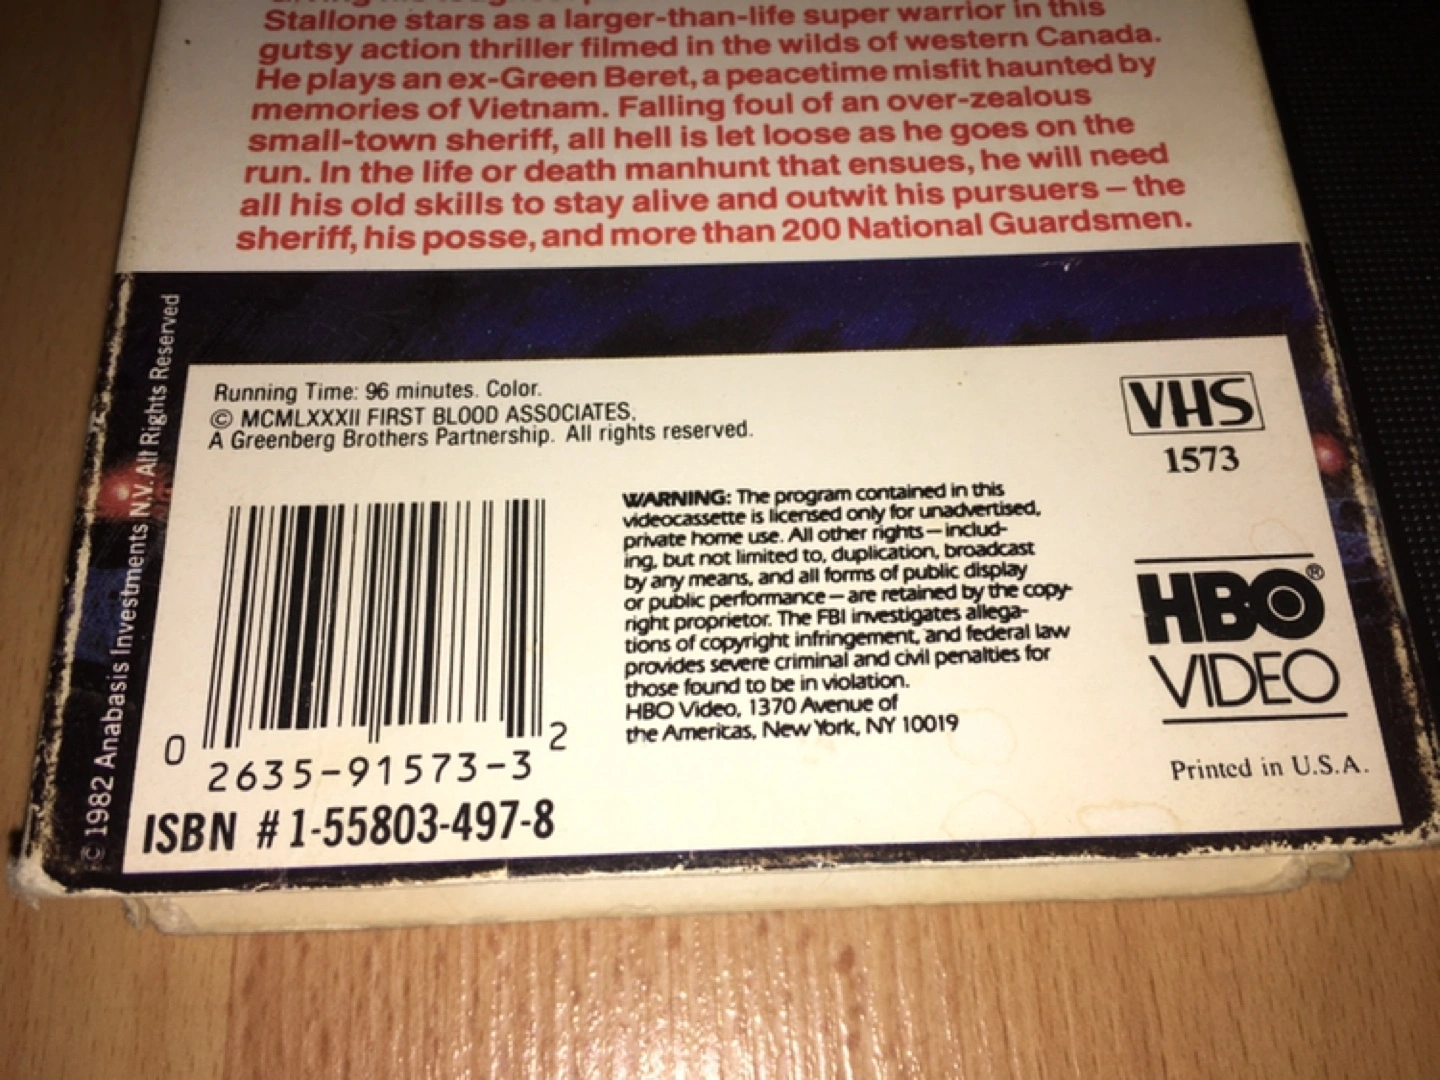 Stallone stars as a larger-than-life super warrior in this
gutsy action thriller filmed in the wilds of western Canada.
He plays an ex-Green Beret, a peacetime misfit haunted by
memories of Vietnam. Falling foul of an over-zealous
small-town sheriff, all hell is let loose as he goes on the
run. In the life or death manhunt that ensues, he will need
all his old skills to stay alive and outwit his pursuers – the
sheriff, his posse, and more than 200 National Guardsmen.
© 1982 Anabasis Investments N.V. All Rights Reserved
Running Time: 96 minutes. Color.
© MCMLXXXII FIRST BLOOD ASSOCIATES.
A Greenberg Brothers Partnership. All rights reserved.
VHS
1573
WARNING: The program contained in this
videocassette is licensed only for unadvertised,
private home use. All other rights—includ-
ing, but not limited to, duplication, broadcast
by any means, and all forms of public display
or public performance—are retained by the copy-
right proprietor. The FBI investigates allega-
tions of copyright infringement, and federal law
provides severe criminal and civil penalties for
those found to be in violation.
HBO Video, 1370 Avenue of
the Americas, New York, NY 10019
HBO®
VIDEO
Printed in U.S.A.
0 2635-91573-3 2
ISBN #1-55803-497-8